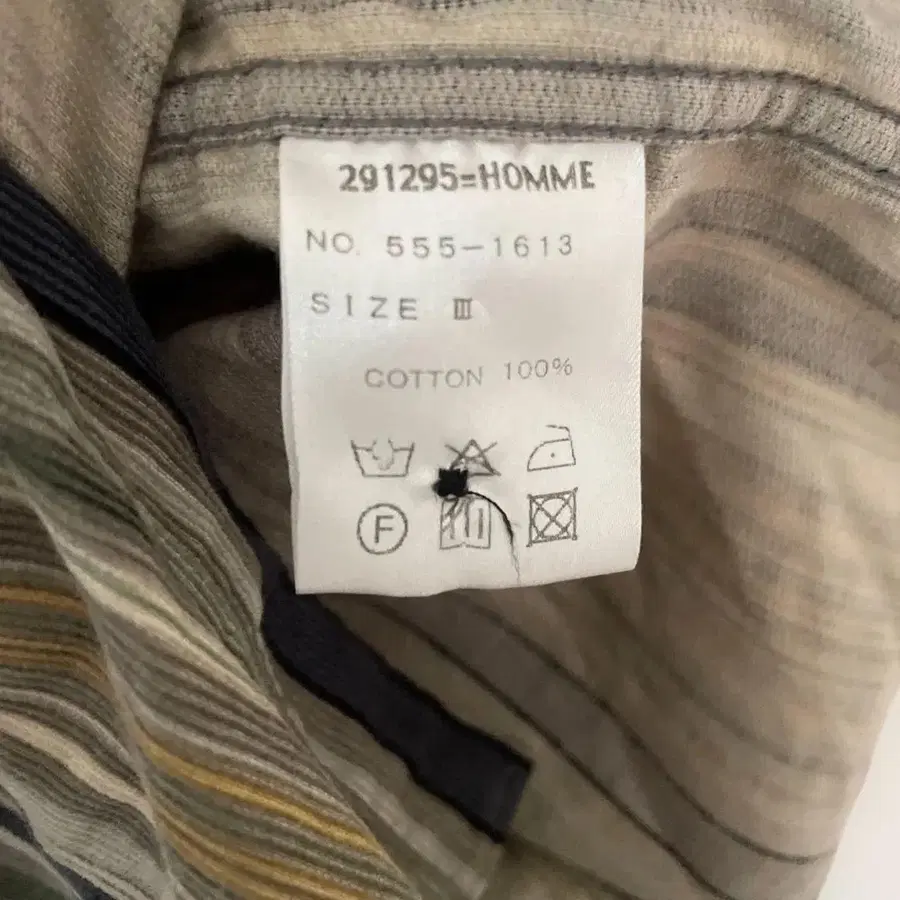 291295=HOMME
NO. 555-1613
SIZE Ⅲ
COTTON 100%
F